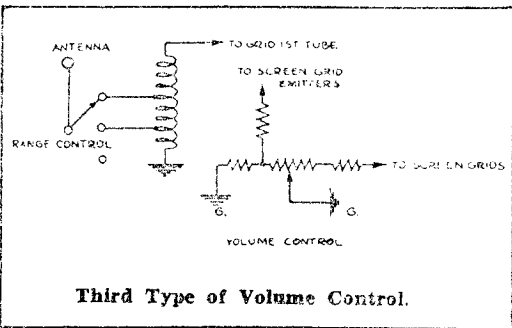 ANTENNA
TO GRID 1ST TUBE.
TO SCREEN GRID
EMITTERS
RANGE CONTROL
TO SCREEN GRIDS
G.
G.
VOLUME CONTROL
Third Type of Volume Control.